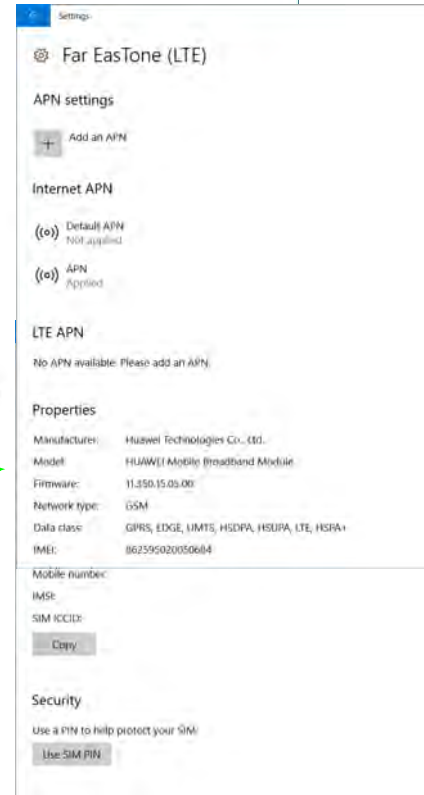 Settings
Far EasTone (LTE)
APN settings
+ Add an APN
Internet APN
Default APN
Not applied
APN
Applied
LTE APN
No APN available. Please add an APN.
Properties
Manufacturer: Huawei Technologies Co., Ltd.
Model: HUAWEI Mobile Broadband Module
Firmware: 11.350.15.05.00
Network type: GSM
Data class: GPRS, EDGE, UMTS, HSDPA, HSUPA, LTE, HSPA+
IMEI: 862595020050684
Mobile number:
IMSI:
SIM ICCID:
Copy
Security
Use a PIN to help protect your SIM.
Use SIM PIN